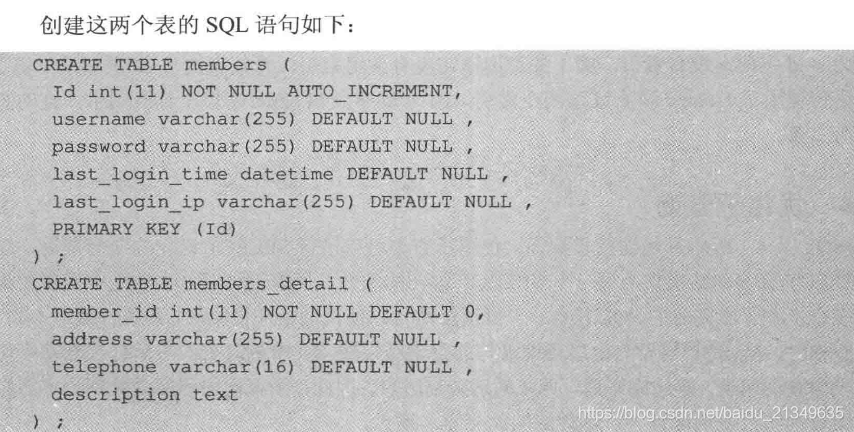 创建这两个表的 SQL 语句如下：
CREATE TABLE members (
Id int(11) NOT NULL AUTO_INCREMENT,
username varchar(255) DEFAULT NULL ,
password varchar(255) DEFAULT NULL ,
last_login_time datetime DEFAULT NULL ,
last_login_ip varchar(255) DEFAULT NULL ,
PRIMARY KEY (Id)
) ;
CREATE TABLE members_detail (
member_id int(11) NOT NULL DEFAULT 0,
address varchar(255) DEFAULT NULL ,
telephone varchar(16) DEFAULT NULL ,
description text
) ;
https://blog.csdn.net/baidu_21349635